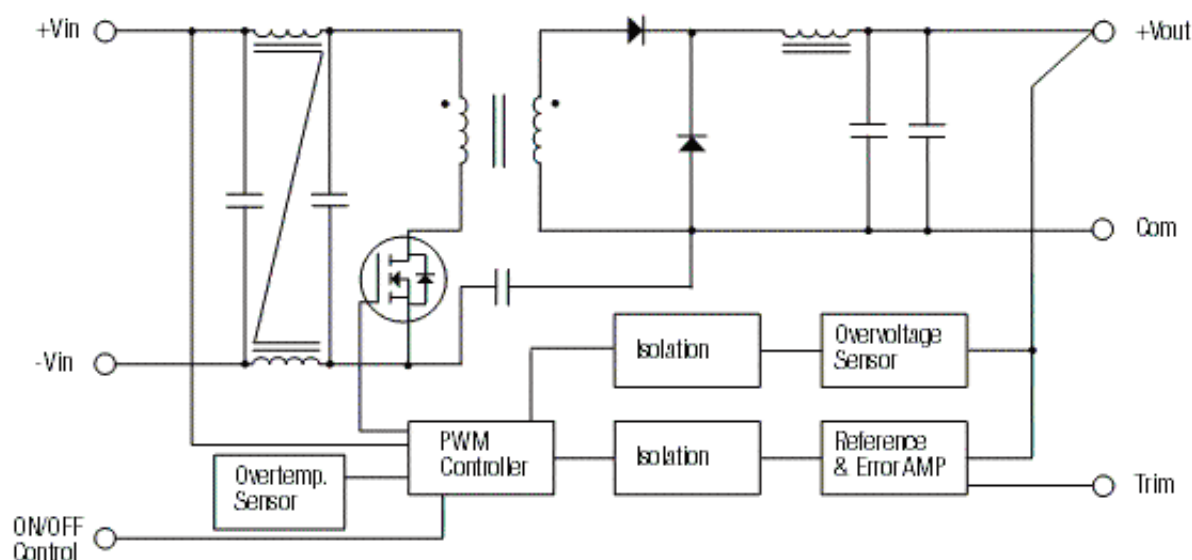 +Vin
+Vout
Com
-Vin
Isolation
Overvoltage
Sensor
PWM
Controller
Isolation
Reference
& Error AMP
Overtemp.
Sensor
Trim
ON/OFF
Control